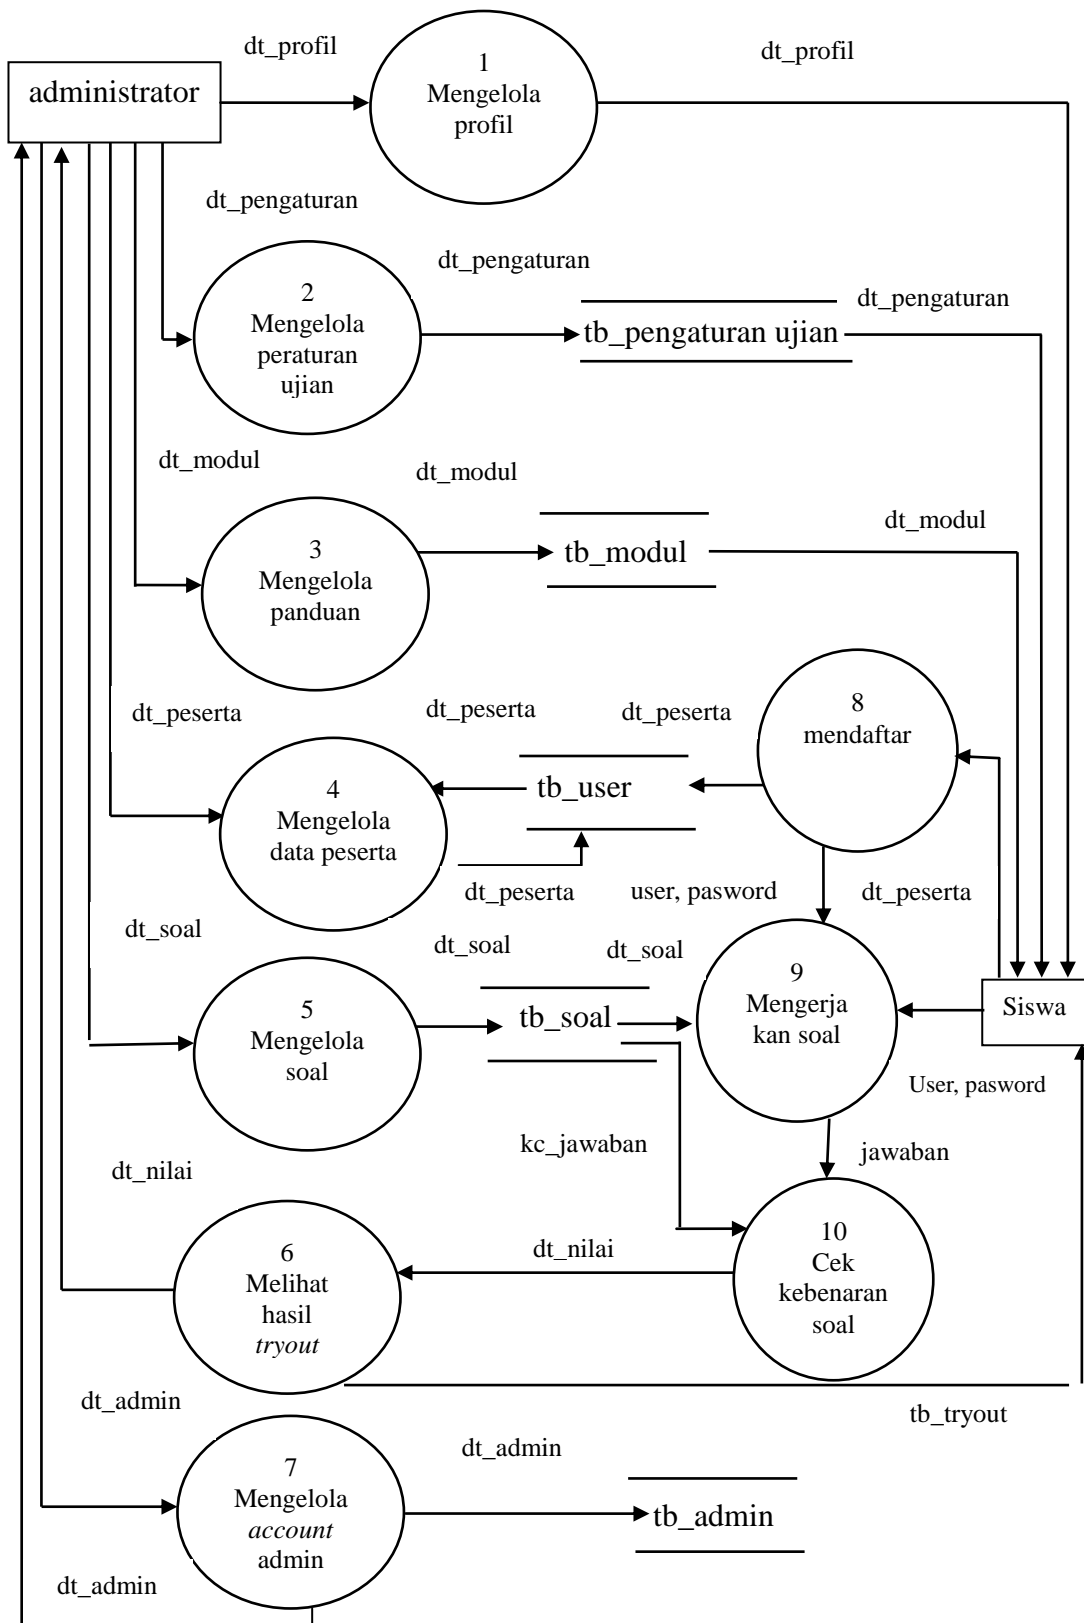 dt_profil
dt_profil
administrator
1
Mengelola
profil
dt_pengaturan
dt_pengaturan
dt_pengaturan
2
Mengelola
peraturan
ujian
tb_pengaturan ujian
dt_modul
dt_modul
dt_modul
3
Mengelola
panduan
tb_modul
dt_peserta
dt_peserta
dt_peserta
8
mendaftar
4
Mengelola
data peserta
tb_user
dt_peserta
user, pasword
dt_peserta
dt_soal
dt_soal
dt_soal
9
Mengerja
kan soal
5
Mengelola
soal
tb_soal
Siswa
User, pasword
kc_jawaban
jawaban
dt_nilai
10
Cek
kebenaran
soal
dt_nilai
6
Melihat
hasil
tryout
dt_admin
tb_tryout
dt_admin
7
Mengelola
account
admin
tb_admin
dt_admin